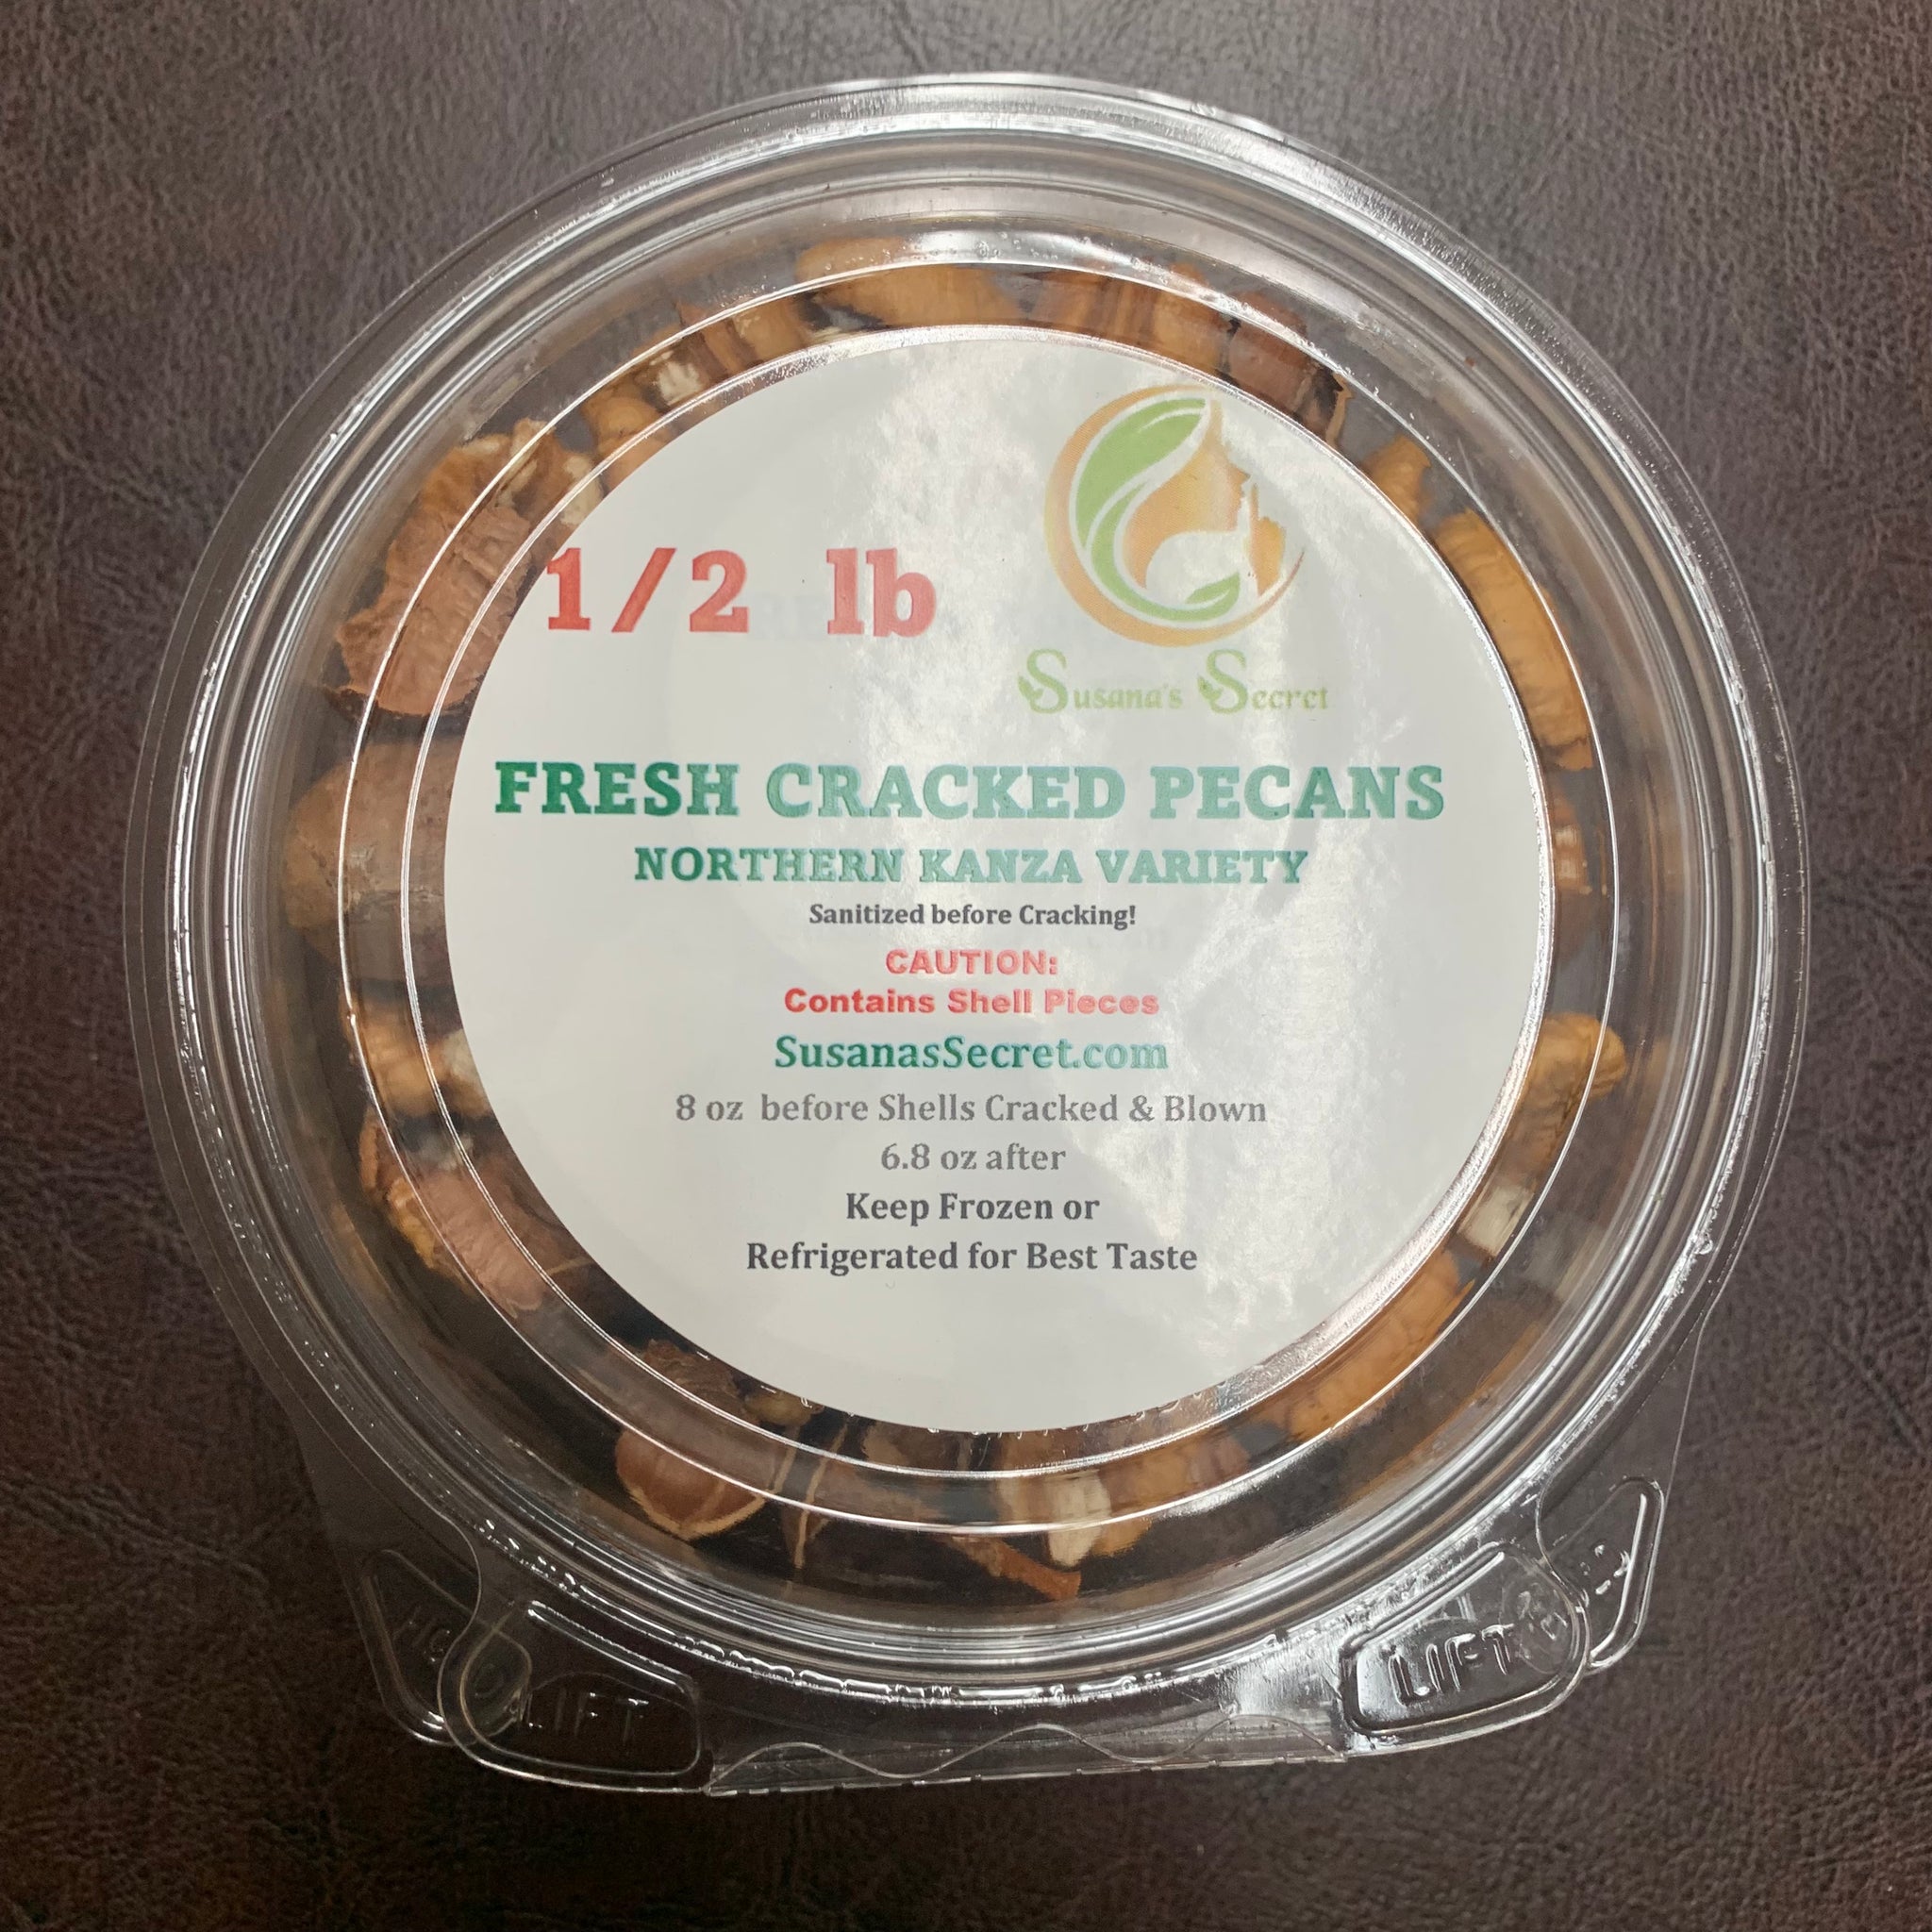 1/2 lb
Susana's Secret
FRESH CRACKED PECANS
NORTHERN KANZA VARIETY
Sanitized before Cracking!
CAUTION:
Contains Shell Pieces
SusanasSecret.com
8 oz before Shells Cracked & Blown
6.8 oz after
Keep Frozen or
Refrigerated for Best Taste
LIFT
LIFT